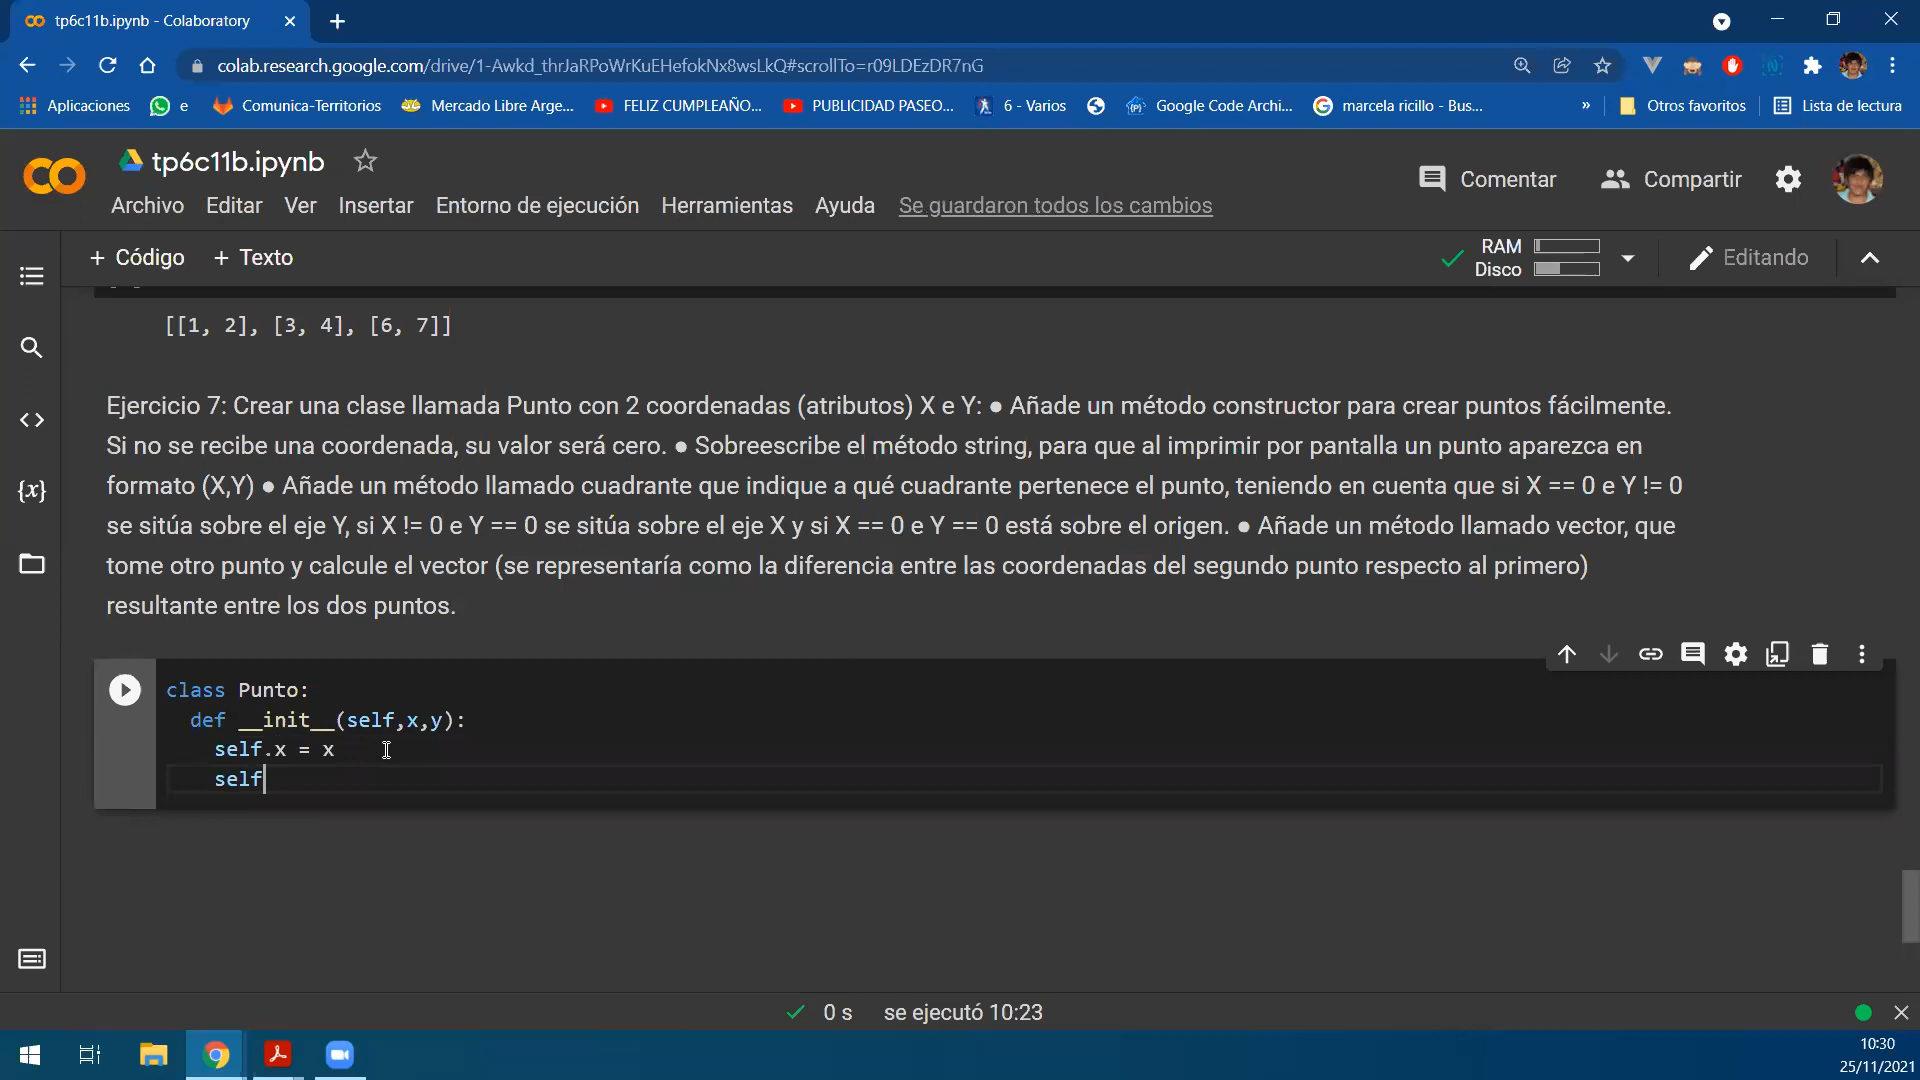 tp6c11b.ipynb - Colaboratory
colab.research.google.com/drive/1-Awkd_thrJaRPoWrKuEHefokNx8wsLkQ#scrollTo=r09LDEzDR7nG
Aplicaciones e Comunica-Territorios Mercado Libre Arge... FELIZ CUMPLEAÑO... PUBLICIDAD PASEO... 6 - Varios Google Code Archi... marcela ricillo - Bus... » Otros favoritos Lista de lectura
tp6c11b.ipynb
Comentar Compartir
Archivo Editar Ver Insertar Entorno de ejecución Herramientas Ayuda Se guardaron todos los cambios
+ Código + Texto RAM Disco Editando
[[1, 2], [3, 4], [6, 7]]
Ejercicio 7: Crear una clase llamada Punto con 2 coordenadas (atributos) X e Y: ● Añade un método constructor para crear puntos fácilmente.
Si no se recibe una coordenada, su valor será cero. ● Sobreescribe el método string, para que al imprimir por pantalla un punto aparezca en
formato (X,Y) ● Añade un método llamado cuadrante que indique a qué cuadrante pertenece el punto, teniendo en cuenta que si X == 0 e Y != 0
se sitúa sobre el eje Y, si X != 0 e Y == 0 se sitúa sobre el eje X y si X == 0 e Y == 0 está sobre el origen. ● Añade un método llamado vector, que
tome otro punto y calcule el vector (se representaría como la diferencia entre las coordenadas del segundo punto respecto al primero)
resultante entre los dos puntos.
class Punto:
def __init__(self,x,y):
self.x = x
self
0 s se ejecutó 10:23
10:30
25/11/2021